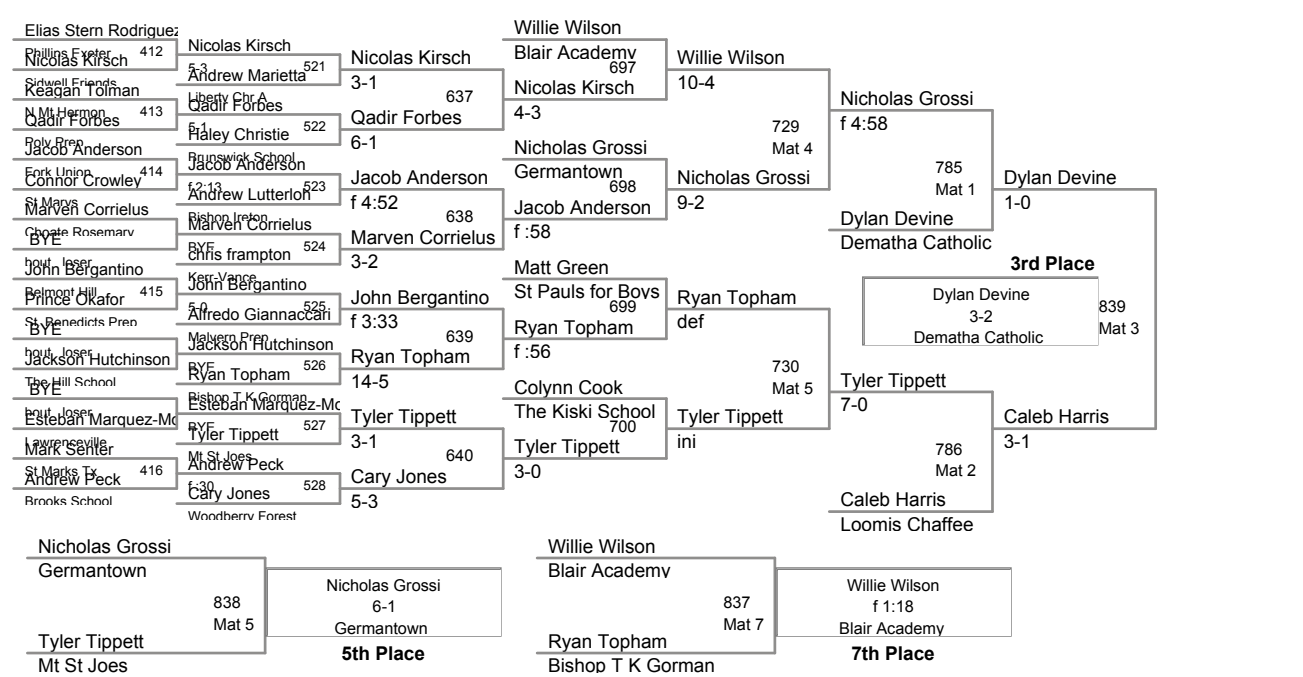 Elias Stern Rodriguez
Phillips Exeter 412
Nicolas Kirsch
Sidwell Friends
Keagan Tolman
N Mt Hermon 413
Qadir Forbes
Poly Prep
Jacob Anderson
Fork Union 414
Connor Crowley
St Marys
Marven Corrielus
Choate Rosemary
BYE
bout, loser
John Bergantino
Belmont Hill 415
Prince Okafor
St. Benedicts Prep
BYE
bout, loser
Jackson Hutchinson
The Hill School
BYE
bout, loser
Esteban Marquez-Mo
Lawrenceville
Mark Senter
St Marks Tx 416
Andrew Peck
Brooks School
Nicolas Kirsch
5-3 521
Andrew Marietta
Liberty Chr A
Qadir Forbes
5-1 522
Haley Christie
Brunswick School
Jacob Anderson
f 2:13 523
Andrew Lutterloh
Bishop Ireton
Marven Corrielus
BYE 524
chris frampton
Kerr-Vance
John Bergantino
5-0 525
Alfredo Giannaccari
Malvern Prep
Jackson Hutchinson
BYE 526
Ryan Topham
Bishop T K Gorman
Esteban Marquez-Mo
BYE 527
Tyler Tippett
Mt St Joes
Andrew Peck
f :30 528
Cary Jones
Woodberry Forest
Nicolas Kirsch
3-1
637
Qadir Forbes
6-1
Jacob Anderson
f 4:52
638
Marven Corrielus
3-2
John Bergantino
f 3:33
639
Ryan Topham
14-5
Tyler Tippett
3-1
640
Cary Jones
5-3
Willie Wilson
Blair Academy
697
Nicolas Kirsch
4-3
Nicholas Grossi
Germantown
698
Jacob Anderson
f :58
Matt Green
St Pauls for Boys
699
Ryan Topham
f :56
Colynn Cook
The Kiski School
700
Tyler Tippett
3-0
Willie Wilson
10-4
729
Mat 4
Nicholas Grossi
9-2
Ryan Topham
def
730
Mat 5
Tyler Tippett
inj
Nicholas Grossi
f 4:58
785
Mat 1
Dylan Devine
Dematha Catholic
Tyler Tippett
7-0
786
Mat 2
Caleb Harris
Loomis Chaffee
Dylan Devine
1-0
3rd Place
Dylan Devine
3-2
Dematha Catholic
839
Mat 3
Caleb Harris
3-1
Nicholas Grossi
Germantown
838
Mat 5
Tyler Tippett
Mt St Joes
Nicholas Grossi
6-1
Germantown
5th Place
Willie Wilson
Blair Academy
837
Mat 7
Ryan Topham
Bishop T K Gorman
Willie Wilson
f 1:18
Blair Academy
7th Place